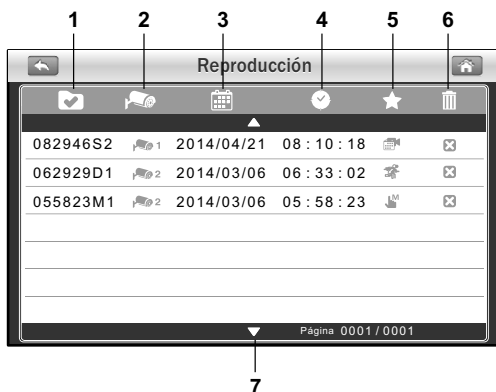 1 2 3 4 5 6
Reproducción
082946S2 1 2014/04/21 08:10:18
062929D1 2 2014/03/06 06:33:02
055823M1 2 2014/03/06 05:58:23 M
Página 0001/0001
7